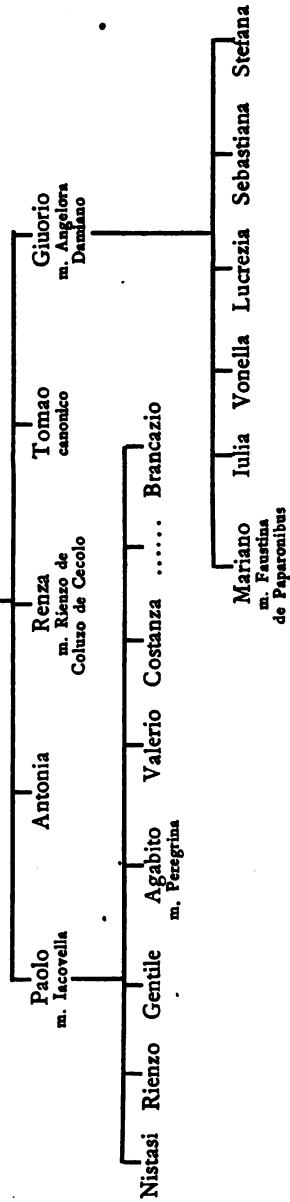 Paolo
m. Iacovella
Antonia
Renza
m. Rienzo de
Coluzo de Cecolo
Tomao
canonico
Giuorio
m. Angelora
Damiano
Nistasi
Rienzo
Gentile
Agabito
m. Peregrina
Valerio
Costanza
......
Brancazio
Mariano
m. Faustina
de Paparonibus
Iulia
Vonella
Lucrezia
Sebastiana
Stefana